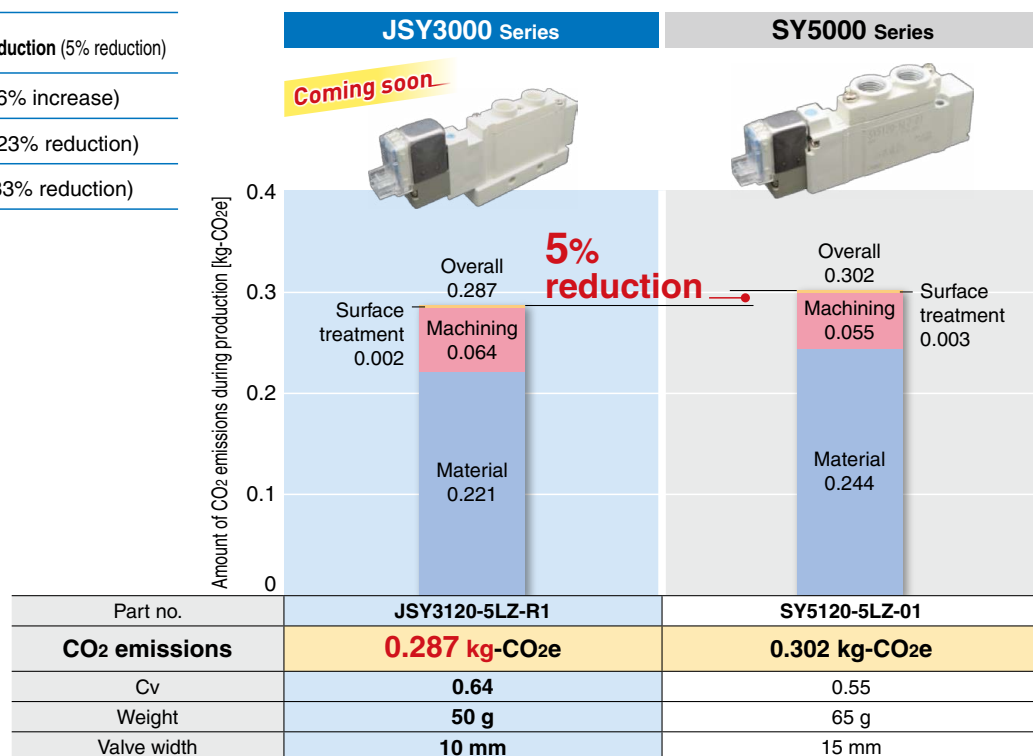 duction (5% reduction)
6% increase)
23% reduction)
33% reduction)
JSY3000 Series
SY5000 Series
Coming soon
Amount of CO2 emissions during production [kg-CO2e]
0.4
0.3
0.2
0.1
0
Overall
0.287
Surface
treatment
0.002
Machining
0.064
Material
0.221
5%
reduction
Overall
0.302
Machining
0.055
Surface
treatment
0.003
Material
0.244
Part no. JSY3120-5LZ-R1 SY5120-5LZ-01
CO2 emissions 0.287 kg-CO2e 0.302 kg-CO2e
Cv 0.64 0.55
Weight 50 g 65 g
Valve width 10 mm 15 mm